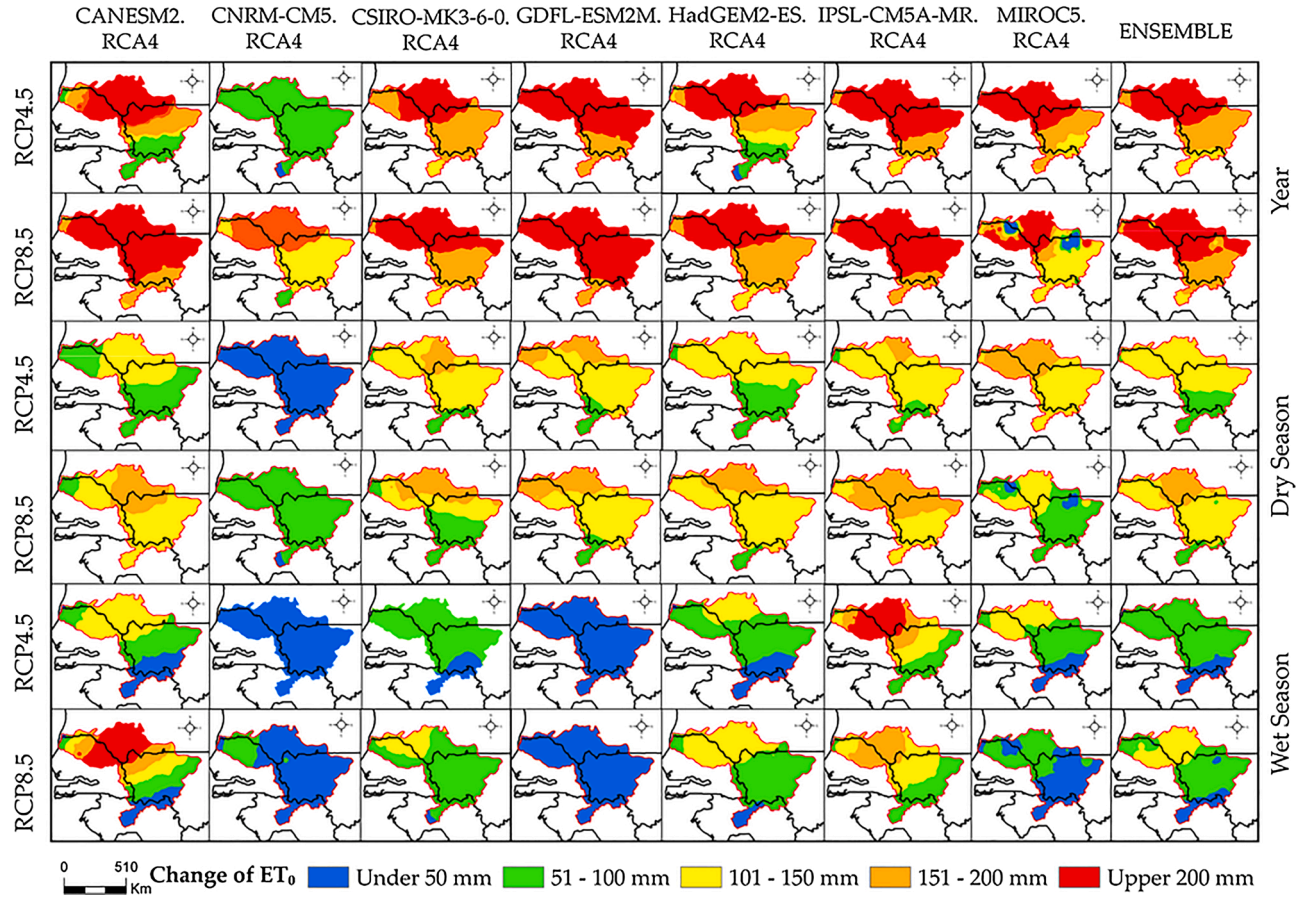 CANESM2. CNRM-CM5. CSIRO-MK3-6-0. GDFL-ESM2M. HadGEM2-ES. IPSL-CM5A-MR. MIROC5. ENSEMBLE
RCA4 RCA4 RCA4 RCA4 RCA4 RCA4 RCA4
RCP4.5
RCP8.5
Year
RCP4.5
RCP8.5
Dry Season
RCP4.5
RCP8.5
Wet Season
0 510
Km
Change of ET₀ Under 50 mm 51 - 100 mm 101 - 150 mm 151 - 200 mm Upper 200 mm